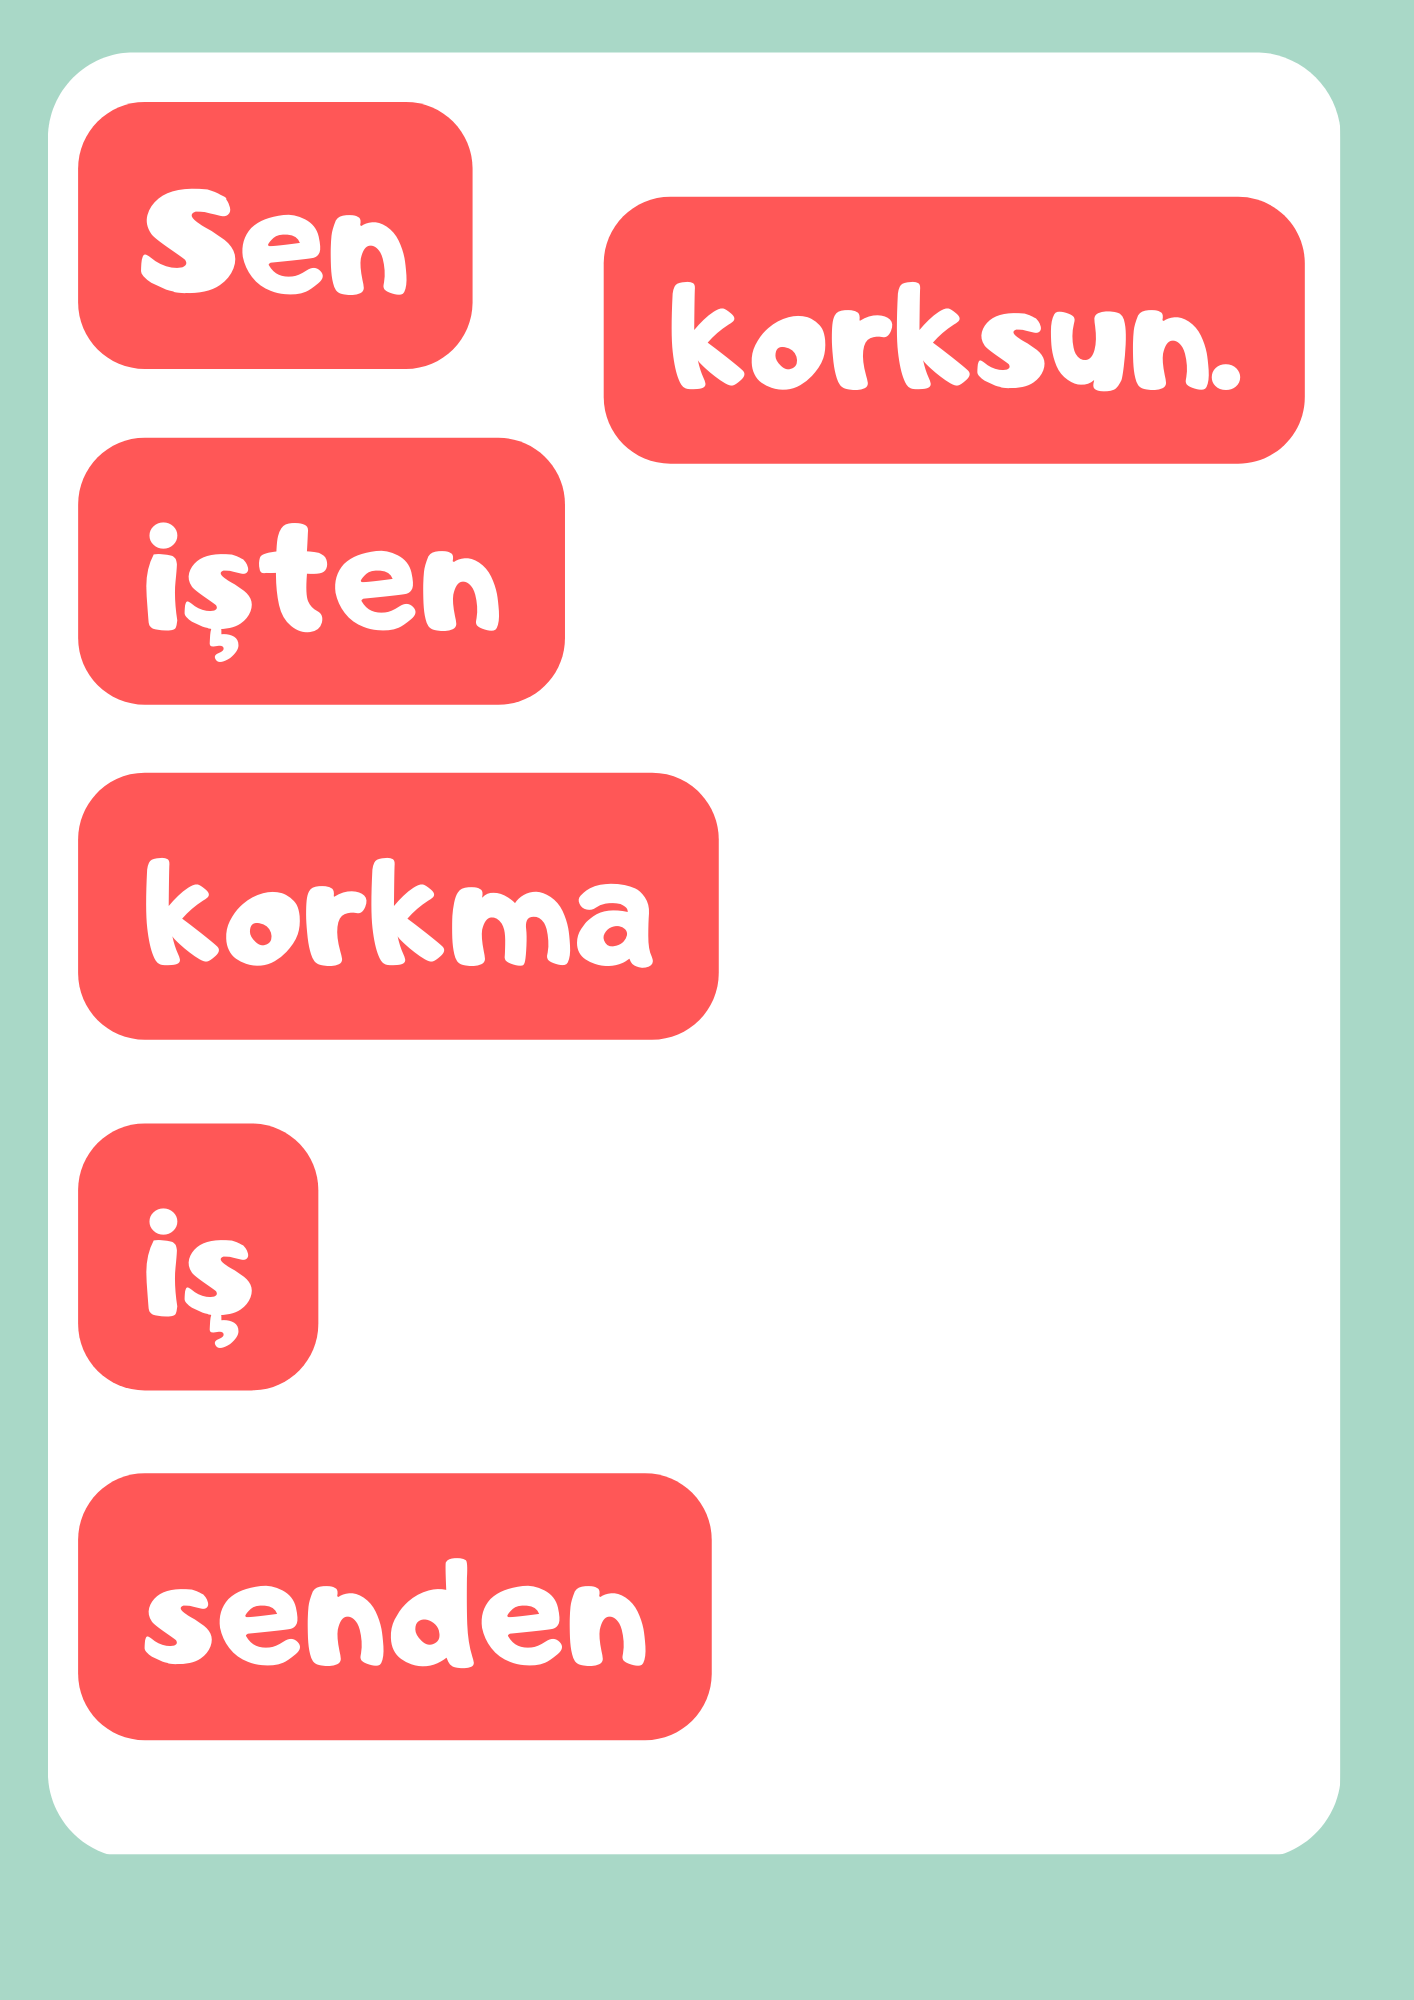 Sen
işten
korkma
iş
senden
korksun.